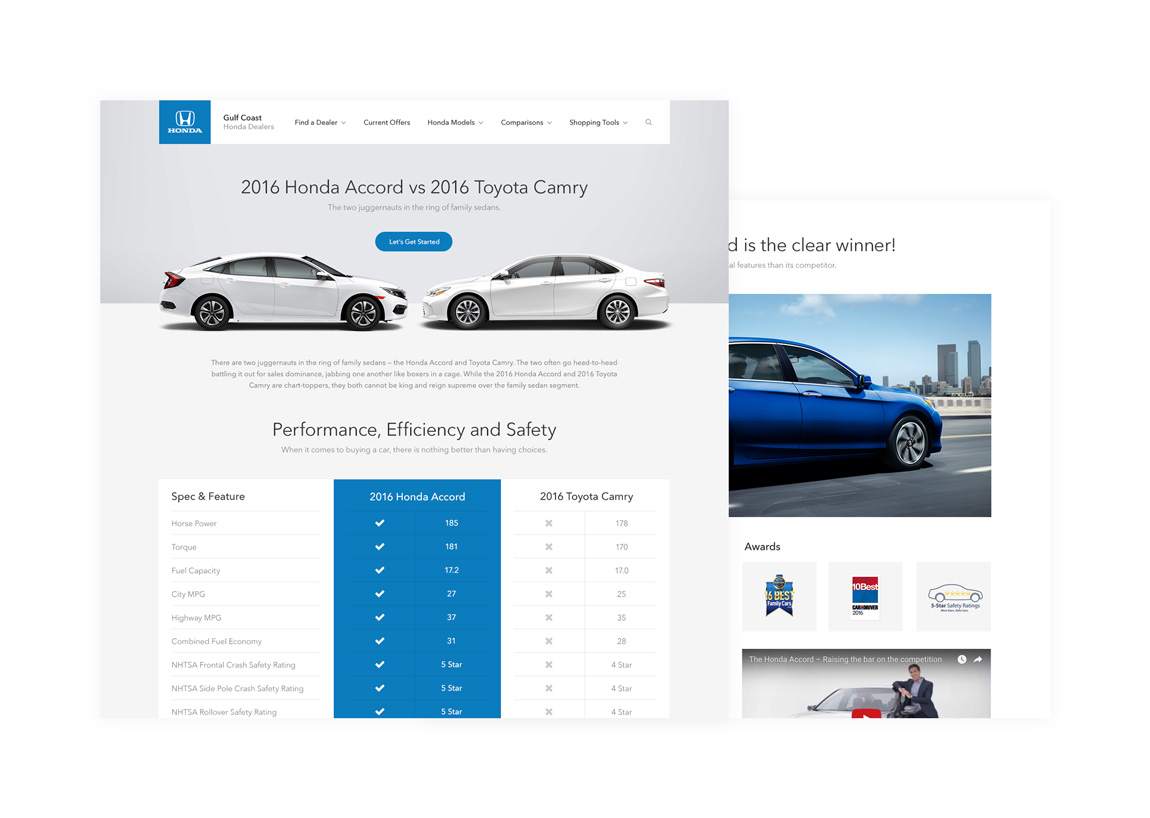 HONDA
Gulf Coast
Honda Dealers
Find a Dealer
Current Offers
Honda Models
Comparisons
Shopping Tools
2016 Honda Accord vs 2016 Toyota Camry
The two juggernauts in the ring of family sedans.
Let's Get Started
There are two juggernauts in the ring of family sedans – the Honda Accord and Toyota Camry. The two often go head-to-head
battling it out for sales dominance, jabbing one another like boxers in a cage. While the 2016 Honda Accord and 2016 Toyota
Camry are chart-toppers, they both cannot be king and reign supreme over the family sedan segment.
Performance, Efficiency and Safety
When it comes to buying a car, there is nothing better than having choices.
Spec & Feature 2016 Honda Accord 2016 Toyota Camry
Horse Power 185 178
Torque 181 170
Fuel Capacity 17.2 17.0
City MPG 27 25
Highway MPG 37 35
Combined Fuel Economy 31 28
NHTSA Frontal Crash Safety Rating 5 Star 4 Star
NHTSA Side Pole Crash Safety Rating 5 Star 4 Star
NHTSA Rollover Safety Rating 5 Star 4 Star
d is the clear winner!
al features than its competitor.
Awards
16 BEST
Family Cars
10Best
CAR and DRIVER
2016
5-Star Safety Ratings
More Stars. Safer Cars.
The Honda Accord – Raising the bar on the competition